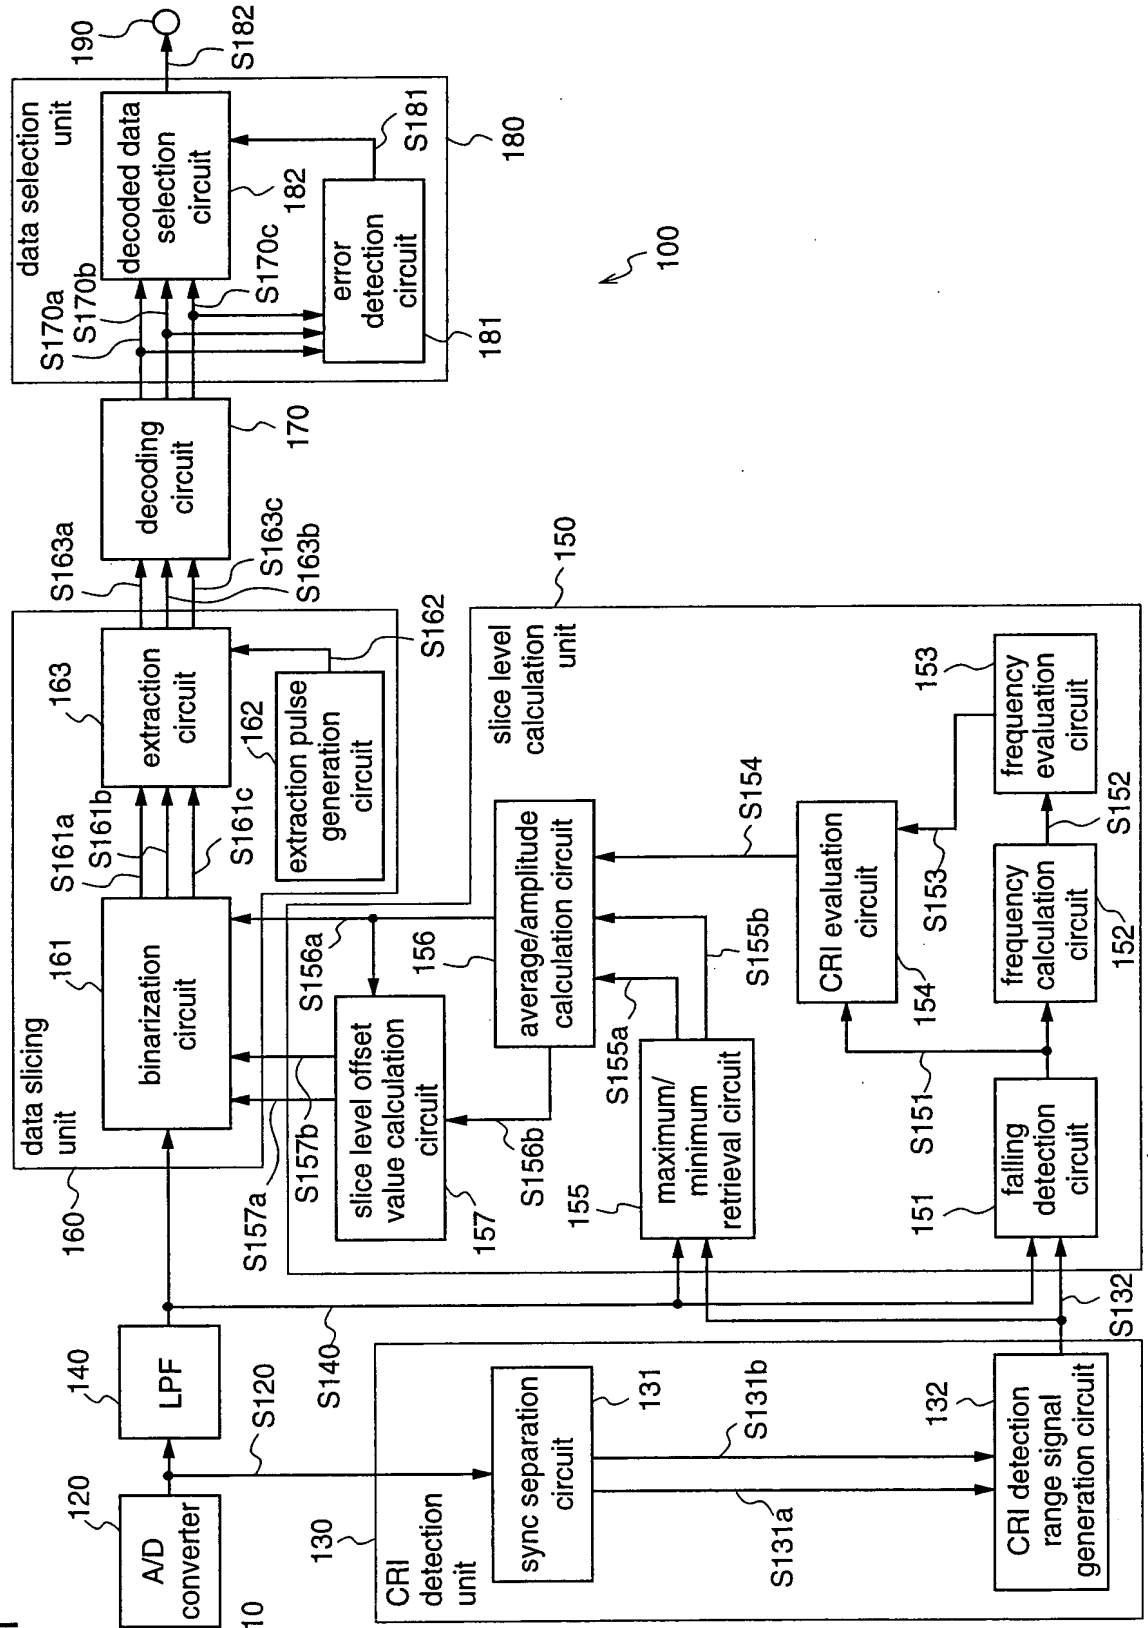 120
A/D
converter
10
140
LPF
S120
S140
130
CRI
detection
unit
sync separation
circuit
131
S131a
S131b
132
CRI detection
range signal
generation circuit
S132
160
data slicing
unit
161
binarization
circuit
S161a
S161b
S161c
163
extraction
circuit
162
extraction pulse
generation
circuit
S162
S163a
S163c
S163b
decoding
circuit
170
data selection
unit
S170a
S170b
S170c
decoded data
selection
circuit
182
error
detection
circuit
181
S181
180
S182
190
100
150
slice level
calculation
unit
S157a
S157b
S156a
slice level offset
value calculation
circuit
157
S156b
156
average/amplitude
calculation circuit
155
maximum/
minimum
retrieval circuit
S155a
S155b
S154
CRI evaluation
circuit
154
S153
151
falling
detection
circuit
S151
frequency
calculation
circuit
152
S152
153
frequency
evaluation
circuit